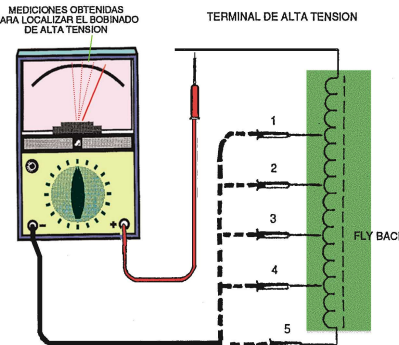 MEDICIONES OBTENIDAS
ARA LOCALIZAR EL BOBINADO
DE ALTA TENSION
TERMINAL DE ALTA TENSION
1
2
3
4
5
FLY BAC
-
+